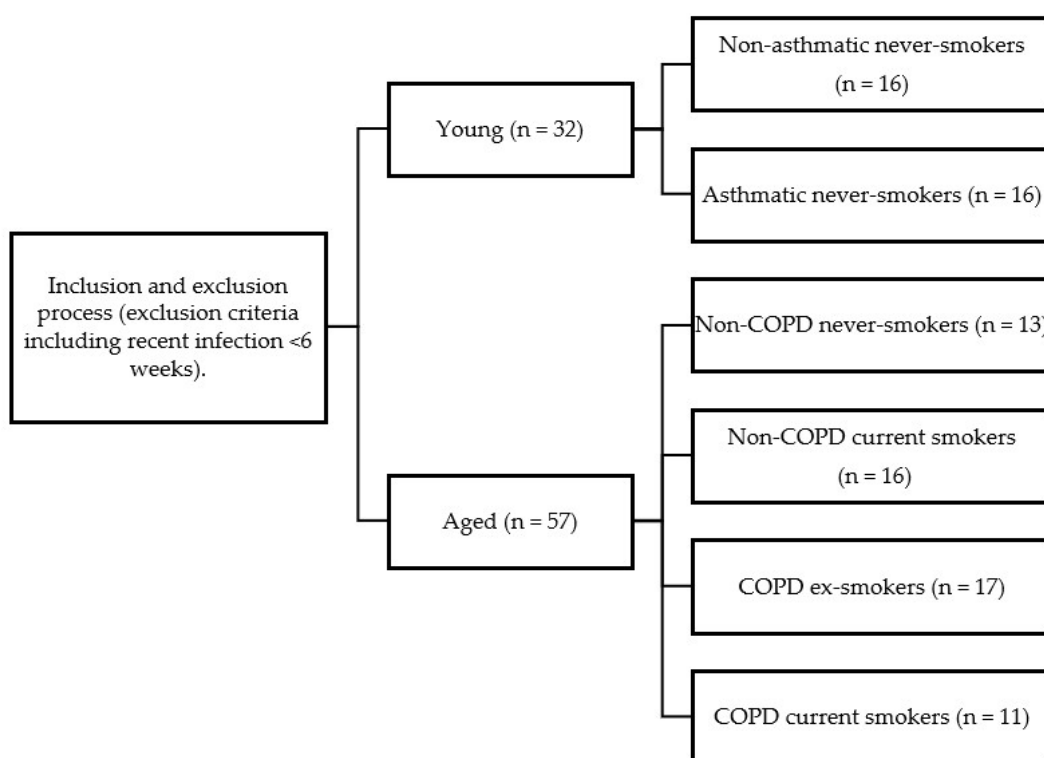 Inclusion and exclusion
process (exclusion criteria
including recent infection <6
weeks).
Young (n = 32)
Non-asthmatic never-smokers
(n = 16)
Asthmatic never-smokers (n = 16)
Aged (n = 57)
Non-COPD never-smokers (n = 13)
Non-COPD current smokers
(n = 16)
COPD ex-smokers (n = 17)
COPD current smokers (n = 11)